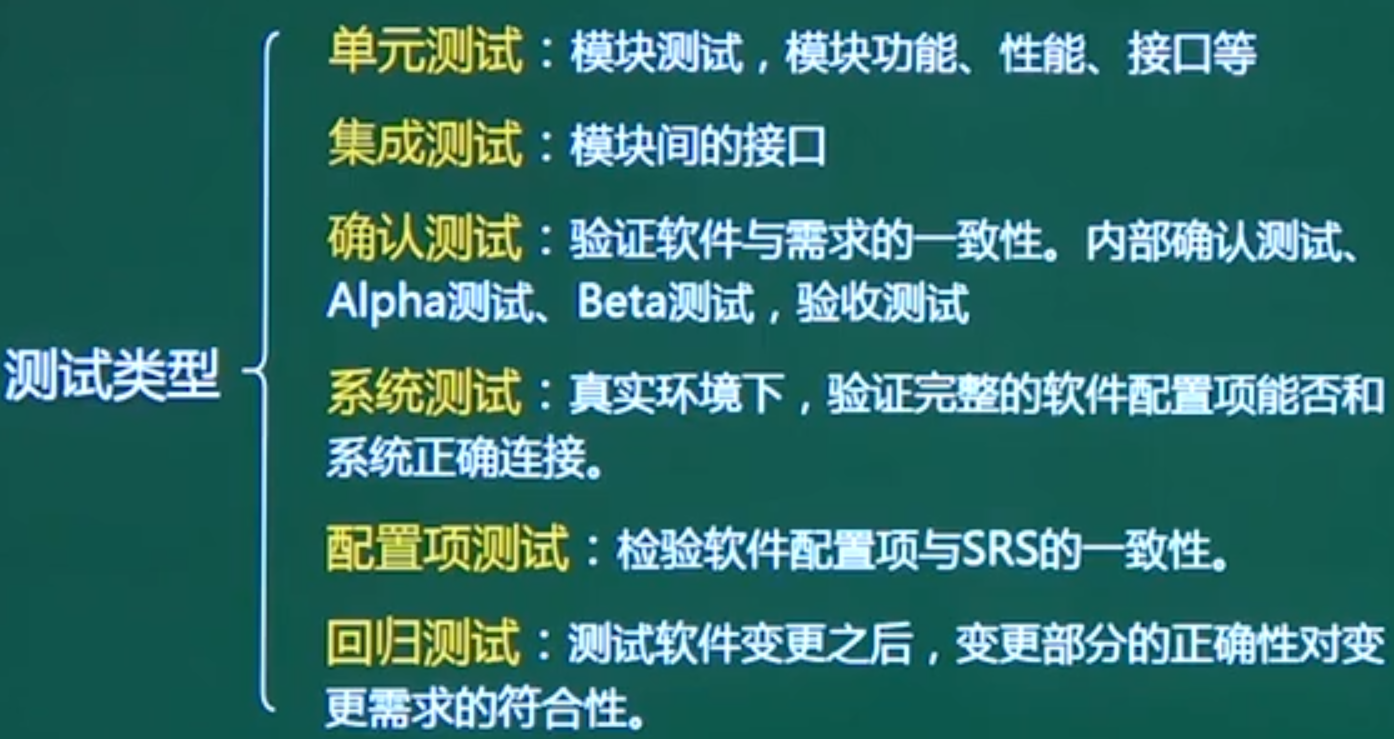 单元测试：模块测试，模块功能、性能、接口等
集成测试：模块间的接口
确认测试：验证软件与需求的一致性。内部确认测试、
Alpha测试、Beta测试，验收测试
测试类型
系统测试：真实环境下，验证完整的软件配置项能否和
系统正确连接。
配置项测试：检验软件配置项与SRS的一致性。
回归测试：测试软件变更之后，变更部分的正确性对变
更需求的符合性。